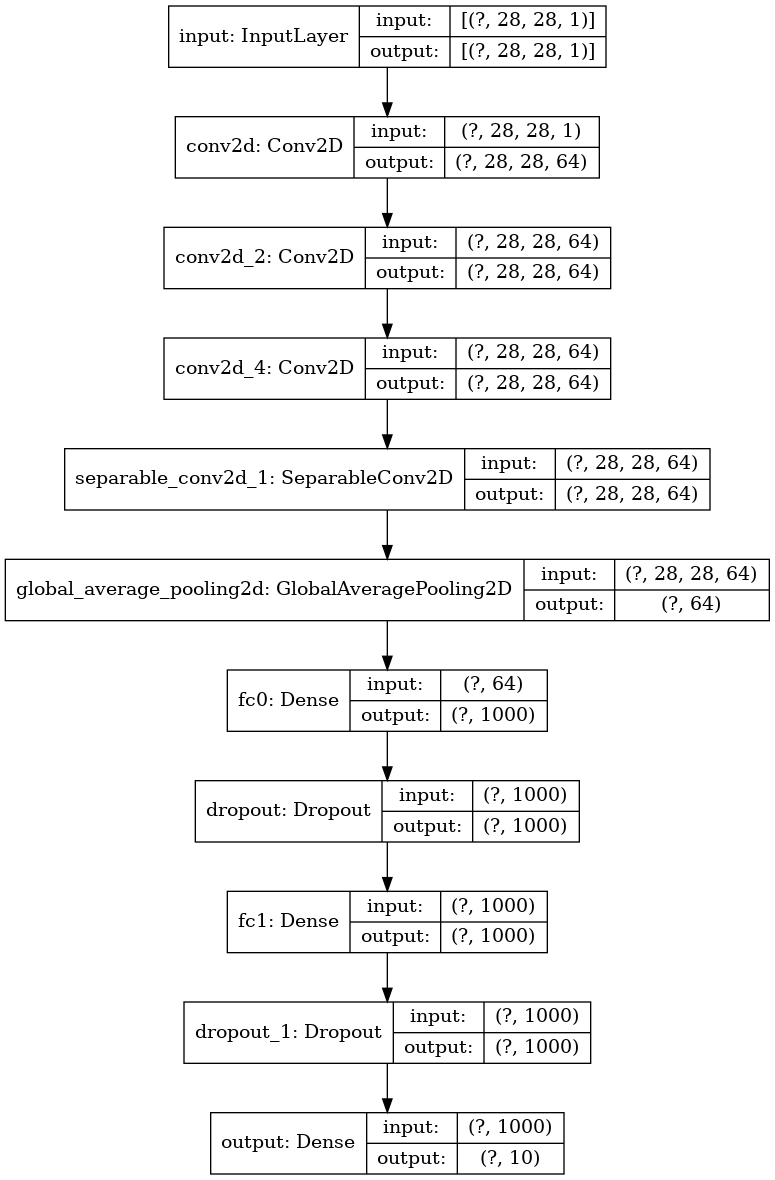 input: InputLayer
input:
[(?, 28, 28, 1)]
output:
[(?, 28, 28, 1)]
conv2d: Conv2D
input:
(?, 28, 28, 1)
output:
(?, 28, 28, 64)
conv2d_2: Conv2D
input:
(?, 28, 28, 64)
output:
(?, 28, 28, 64)
conv2d_4: Conv2D
input:
(?, 28, 28, 64)
output:
(?, 28, 28, 64)
separable_conv2d_1: SeparableConv2D
input:
(?, 28, 28, 64)
output:
(?, 28, 28, 64)
global_average_pooling2d: GlobalAveragePooling2D
input:
(?, 28, 28, 64)
output:
(?, 64)
fc0: Dense
input:
(?, 64)
output:
(?, 1000)
dropout: Dropout
input:
(?, 1000)
output:
(?, 1000)
fc1: Dense
input:
(?, 1000)
output:
(?, 1000)
dropout_1: Dropout
input:
(?, 1000)
output:
(?, 1000)
output: Dense
input:
(?, 1000)
output:
(?, 10)